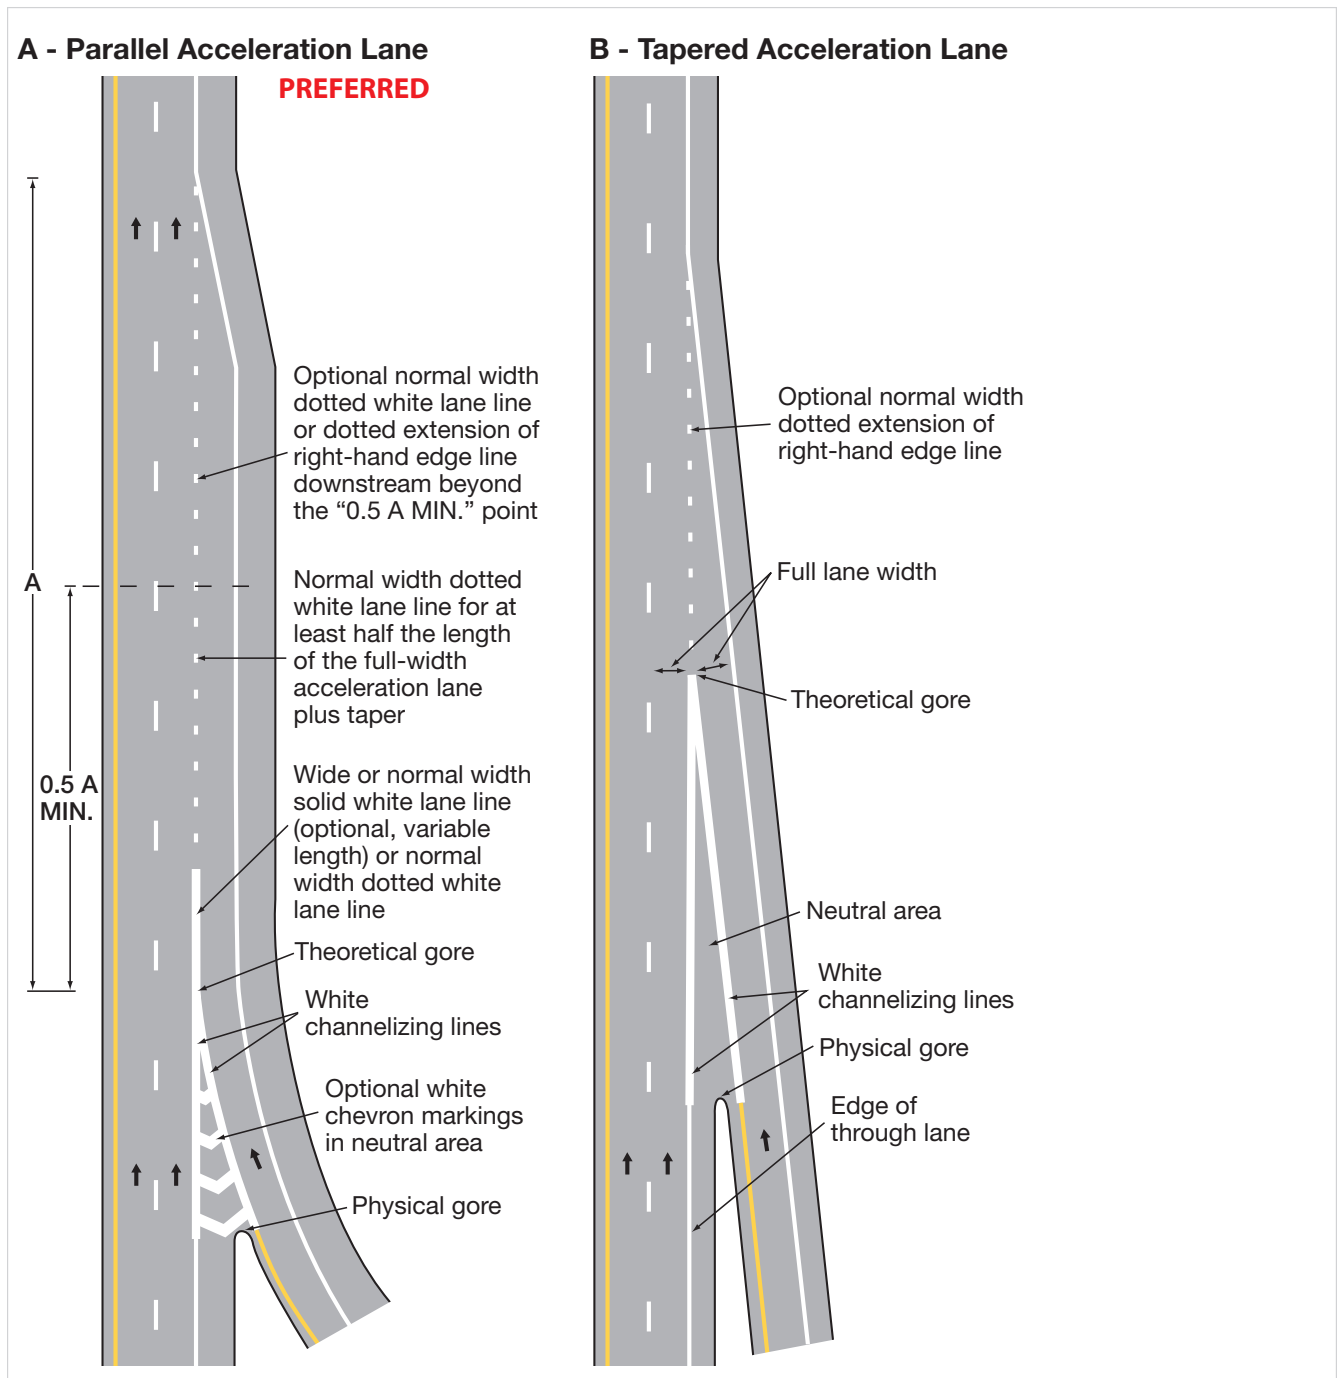 A - Parallel Acceleration Lane
PREFERRED
Optional normal width
dotted white lane line
or dotted extension of
right-hand edge line
downstream beyond
the “0.5 A MIN.” point
A
Normal width dotted
white lane line for at
least half the length
of the full-width
acceleration lane
plus taper
0.5 A
MIN.
Wide or normal width
solid white lane line
(optional, variable
length) or normal
width dotted white
lane line
Theoretical gore
White
channelizing lines
Optional white
chevron markings
in neutral area
Physical gore
B - Tapered Acceleration Lane
Optional normal width
dotted extension of
right-hand edge line
Full lane width
Theoretical gore
Neutral area
White
channelizing lines
Physical gore
Edge of
through lane